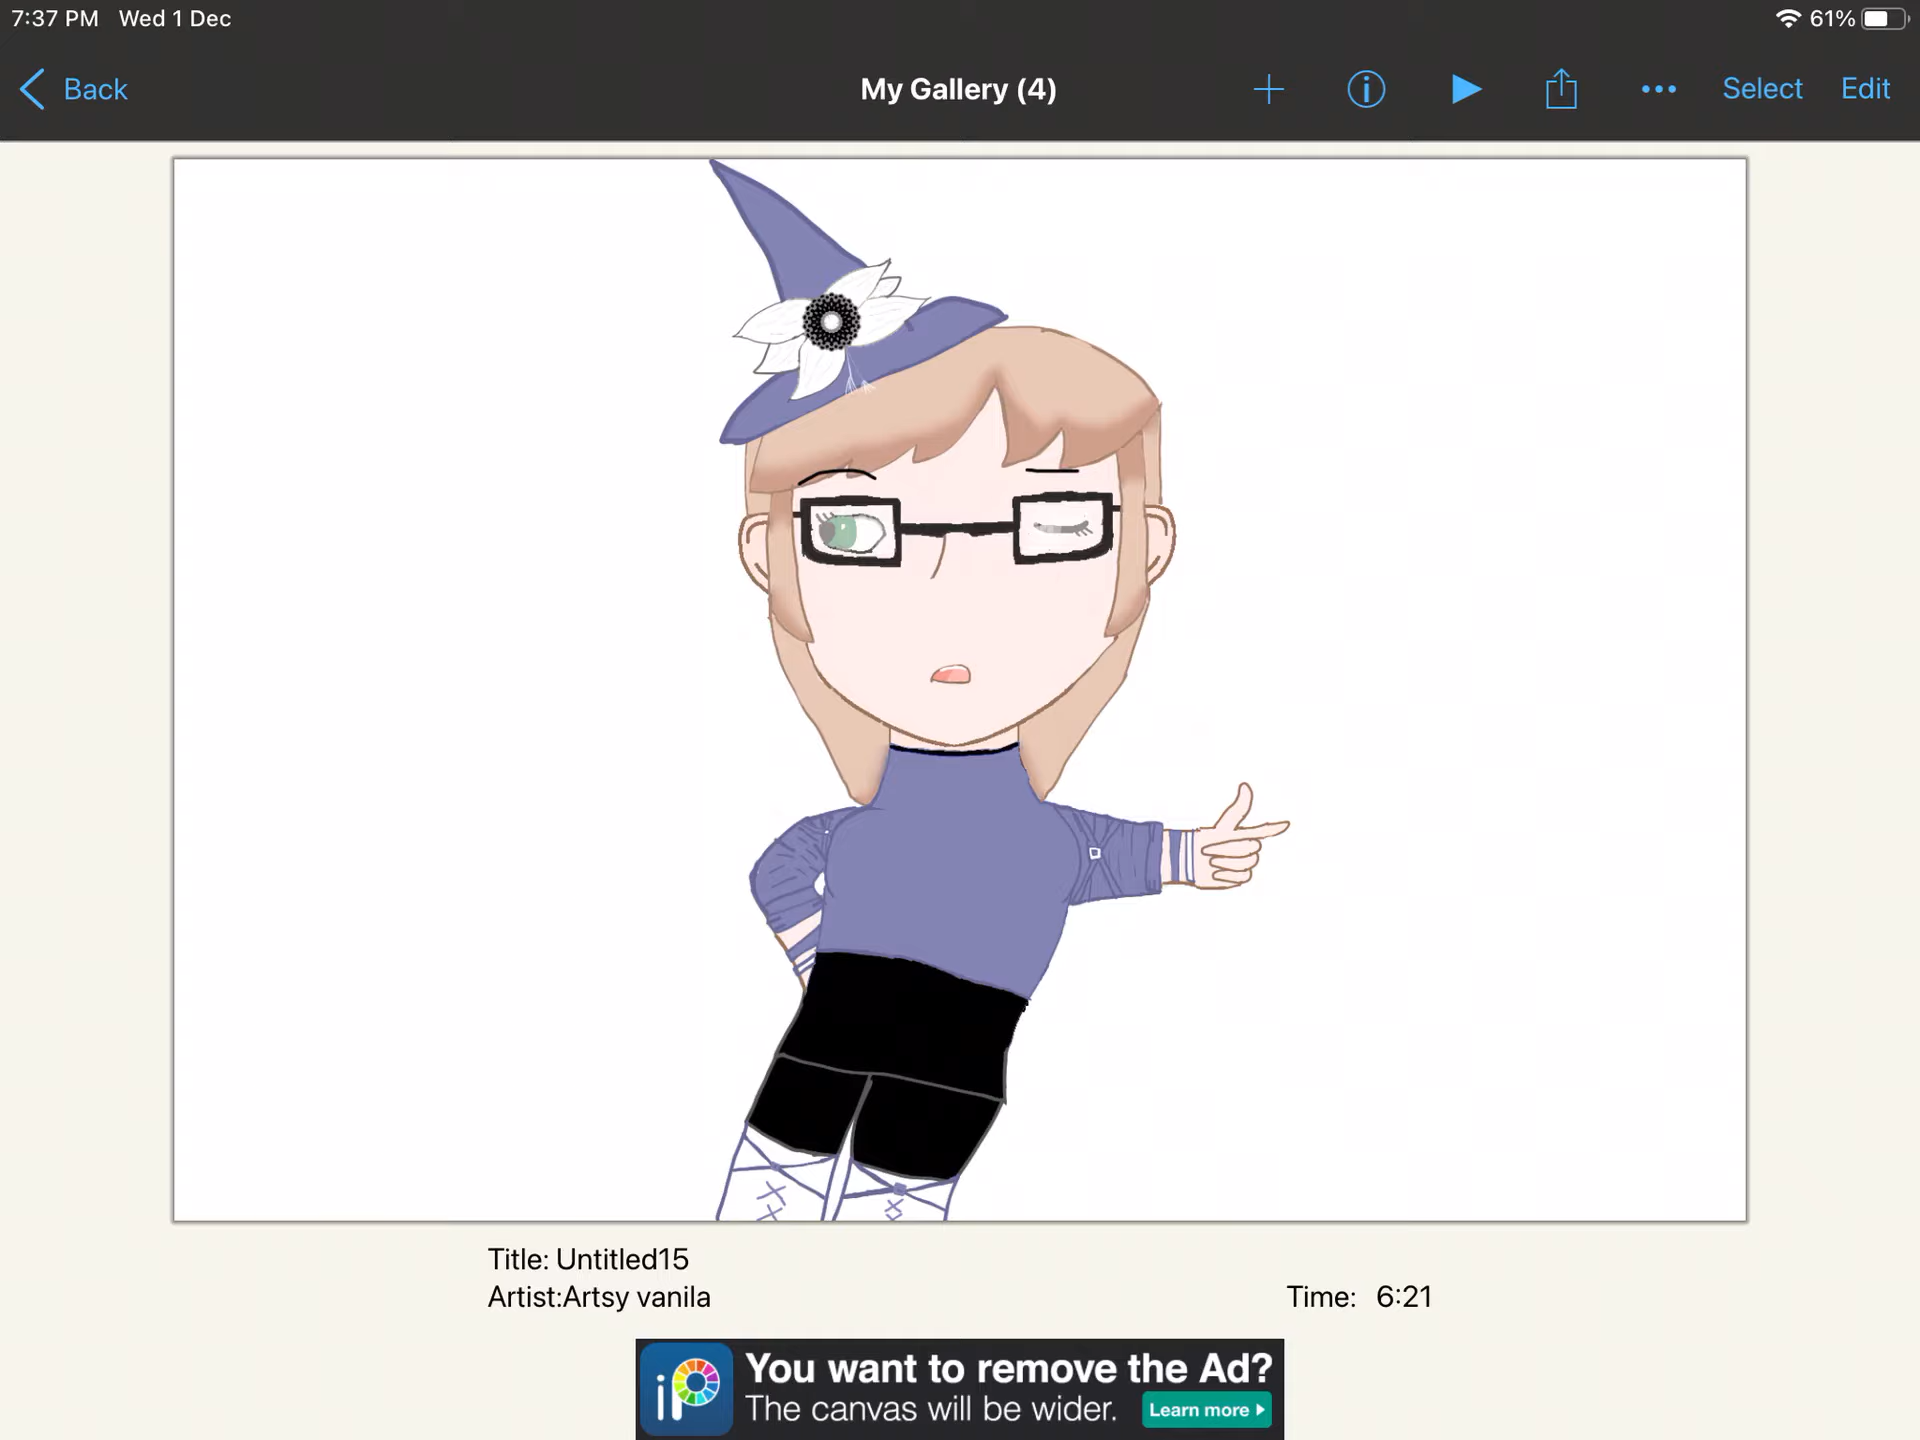 7:37 PM Wed 1 Dec 61%
Back My Gallery (4) Select Edit
Title: Untitled15
Artist:Artsy vanila
Time: 6:21
iP
You want to remove the Ad?
The canvas will be wider.
Learn more